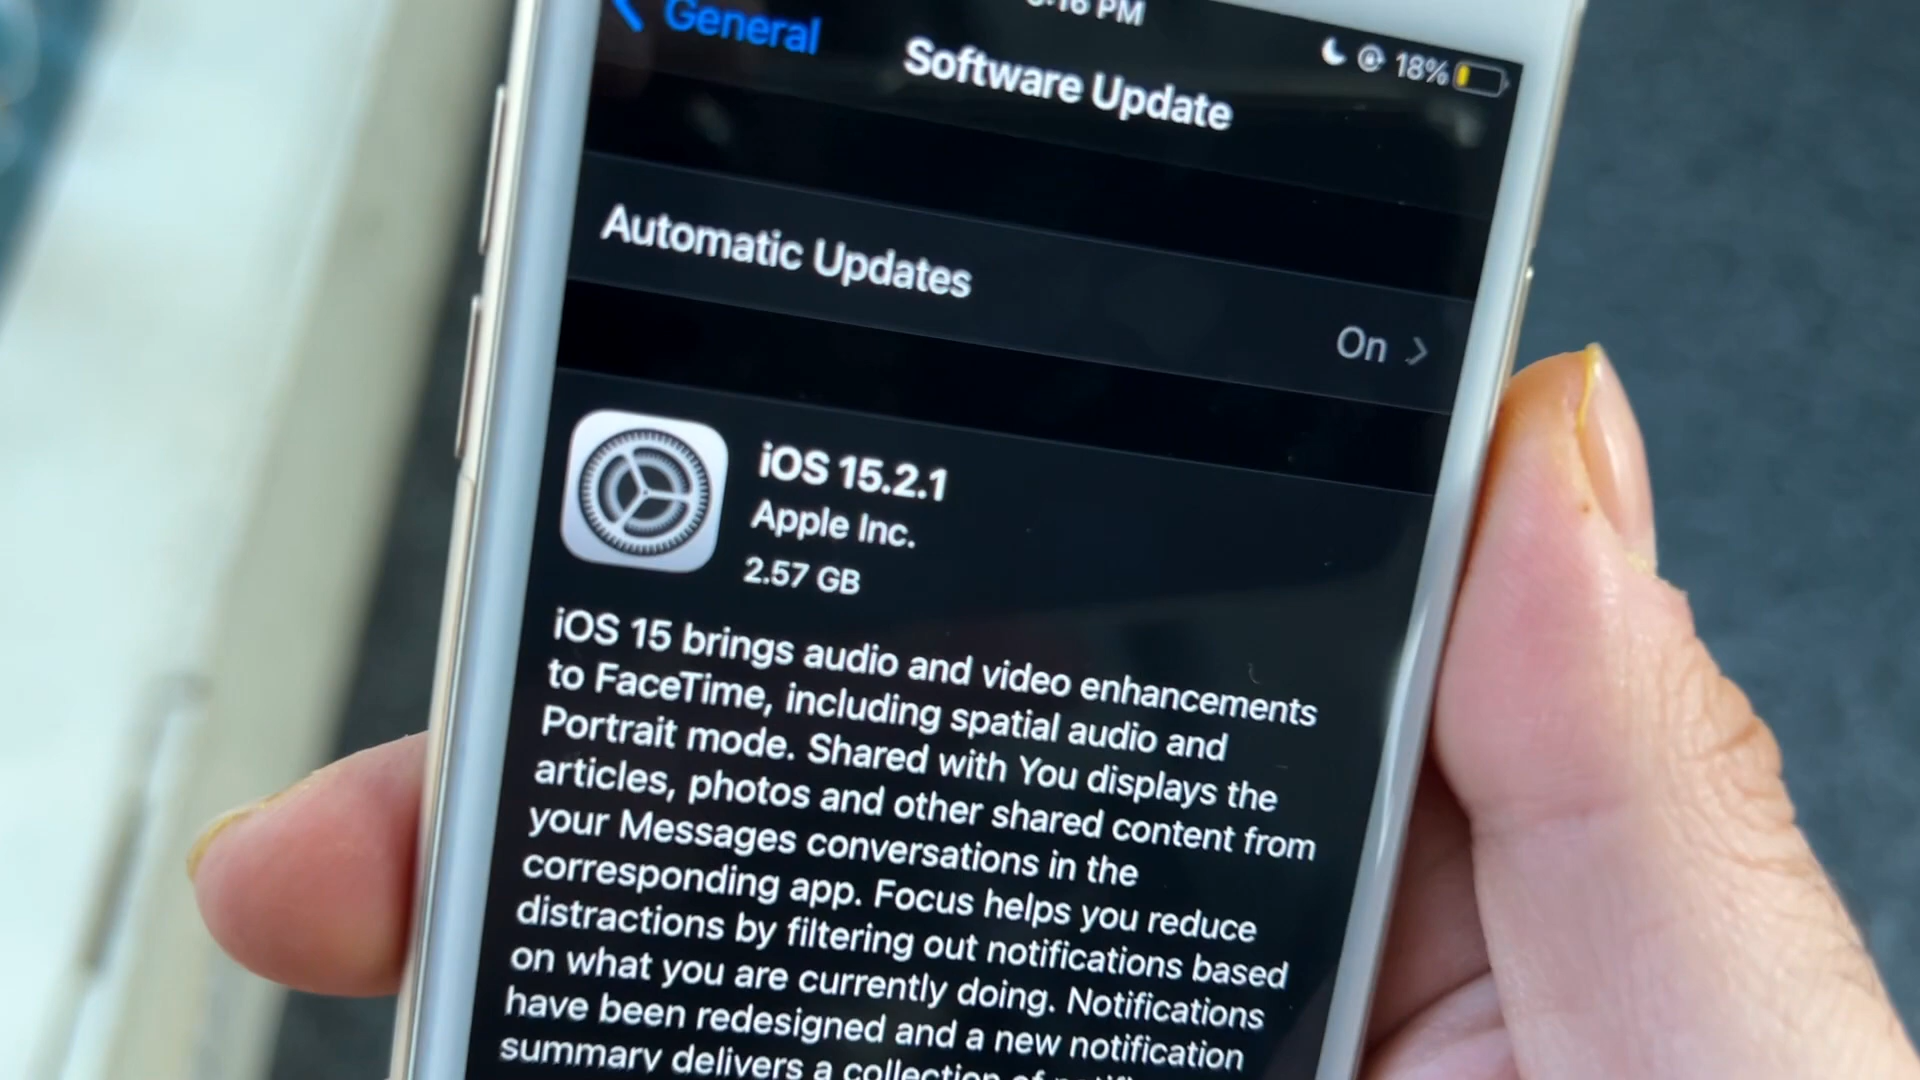 PM
18%
General
Software Update
Automatic Updates
On
iOS 15.2.1
Apple Inc.
2.57 GB
iOS 15 brings audio and video enhancements
to FaceTime, including spatial audio and
Portrait mode. Shared with You displays the
articles, photos and other shared content from
your Messages conversations in the
corresponding app. Focus helps you reduce
distractions by filtering out notifications based
on what you are currently doing. Notifications
have been redesigned and a new notification
summary delivers a collection of